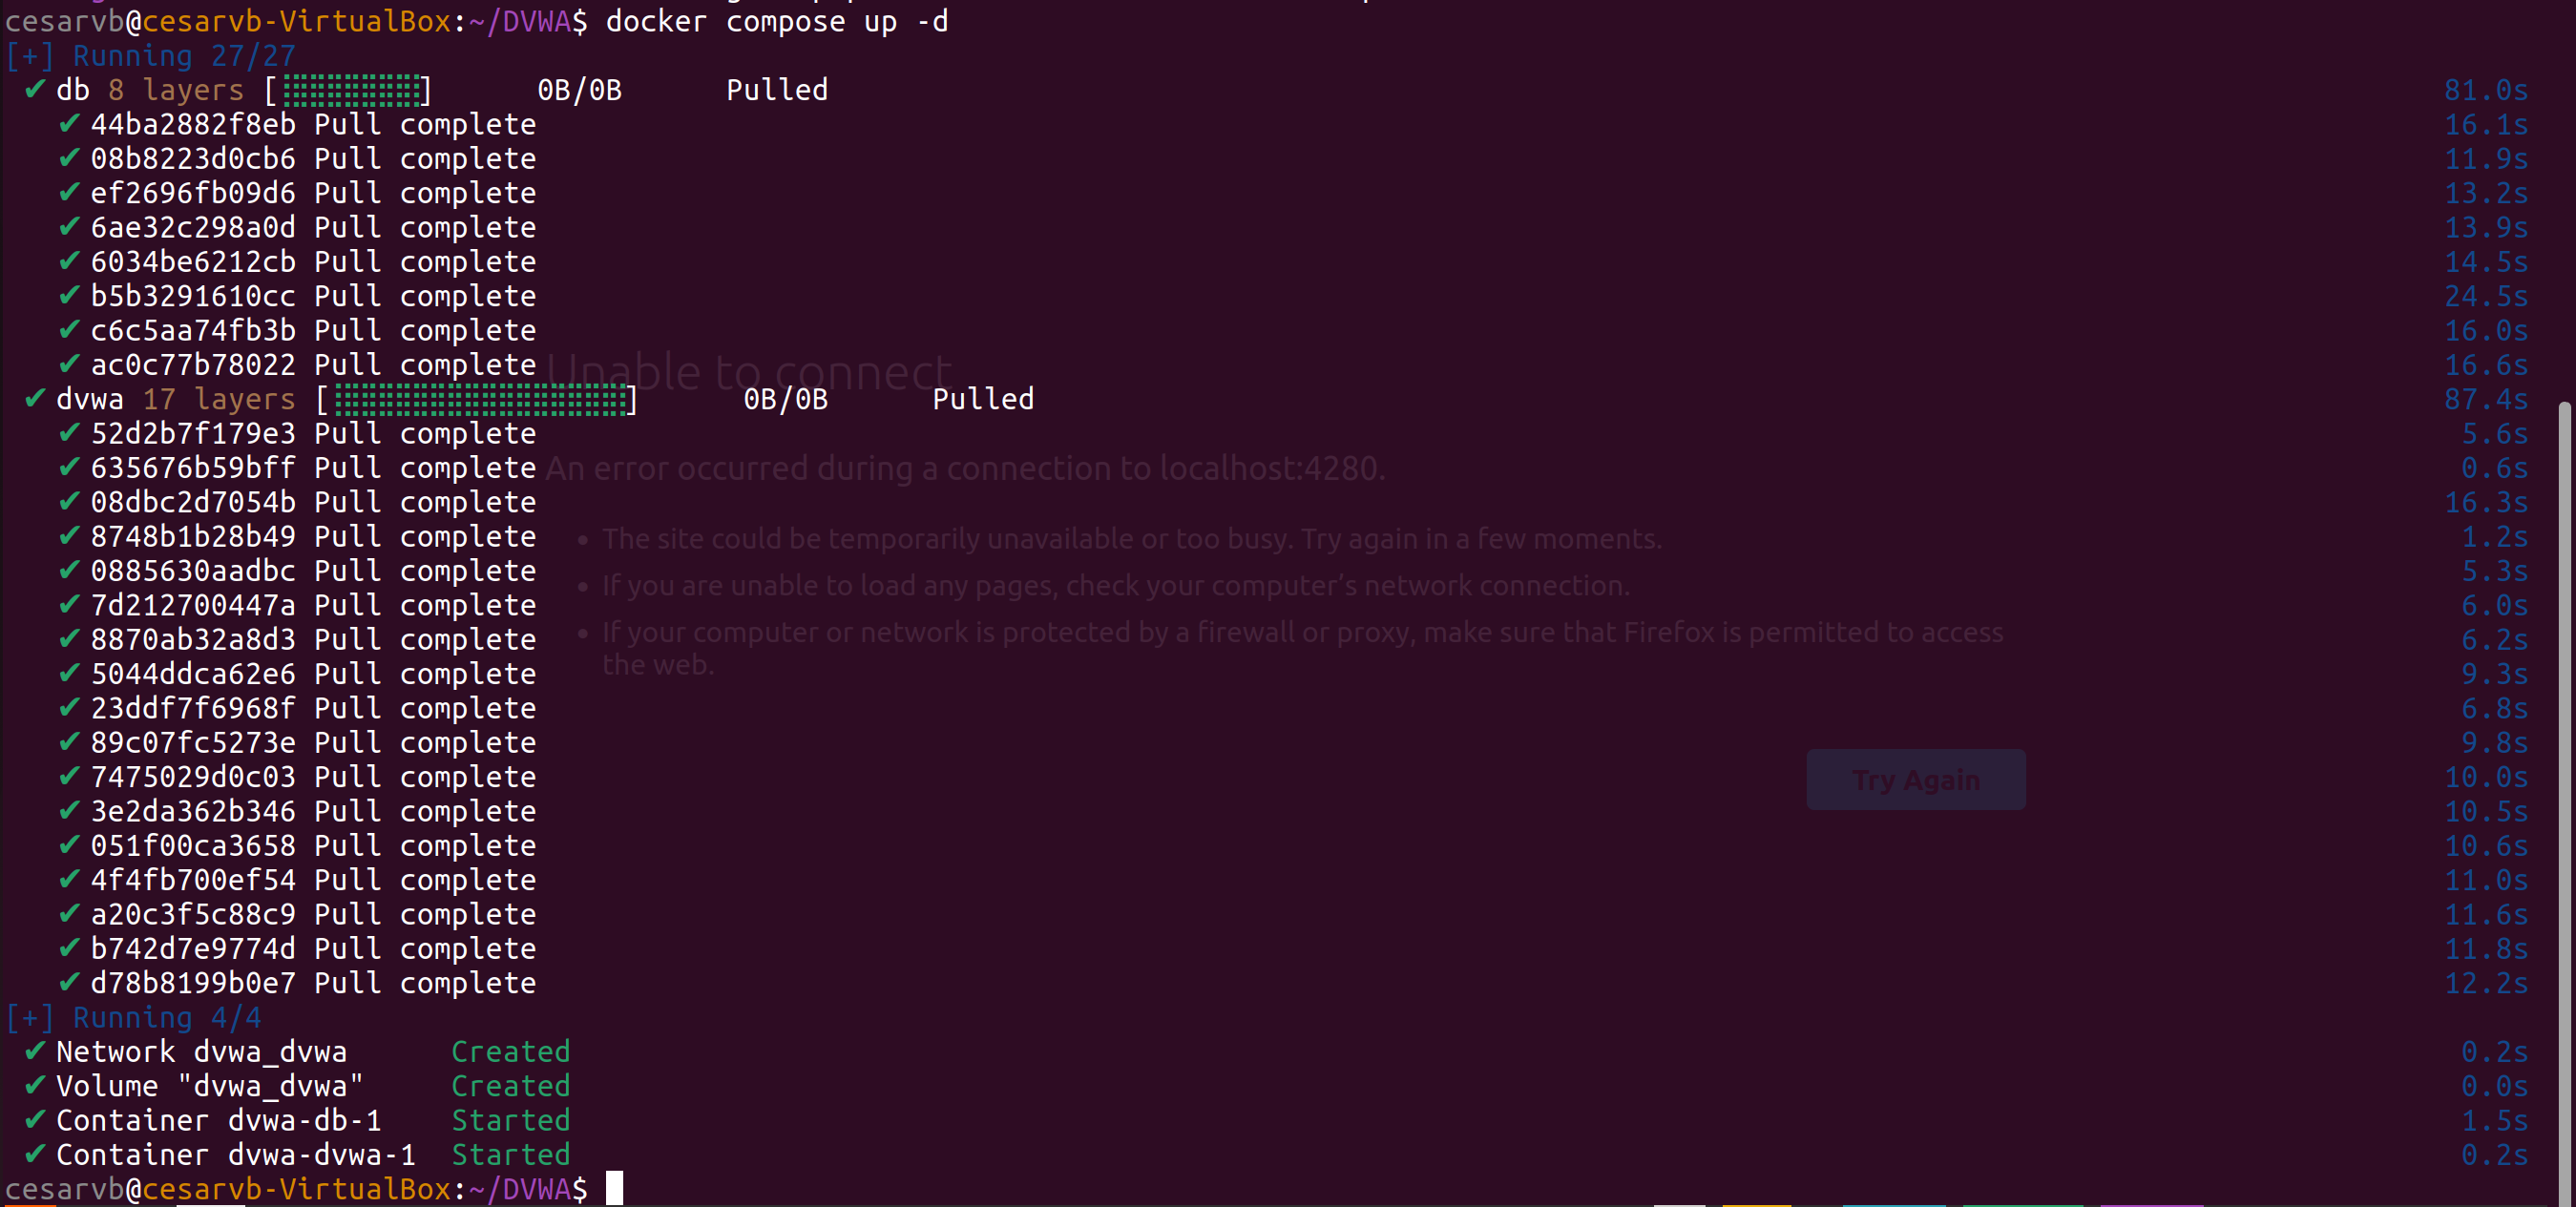 cesarvb@cesarvb-VirtualBox:~/DVWA$ docker compose up -d
[+] Running 27/27
✔ db 8 layers [⣿⣿⣿⣿⣿⣿⣿⣿] 0B/0B Pulled 81.0s
✔ 44ba2882f8eb Pull complete 16.1s
✔ 08b8223d0cb6 Pull complete 11.9s
✔ ef2696fb09d6 Pull complete 13.2s
✔ 6ae32c298a0d Pull complete 13.9s
✔ 6034be6212cb Pull complete 14.5s
✔ b5b3291610cc Pull complete 24.5s
✔ c6c5aa74fb3b Pull complete 16.0s
✔ ac0c77b78022 Pull complete 16.6s
Unable to connect
✔ dvwa 17 layers [⣿⣿⣿⣿⣿⣿⣿⣿⣿⣿⣿⣿⣿⣿⣿⣿⣿] 0B/0B Pulled 87.4s
✔ 52d2b7f179e3 Pull complete 5.6s
✔ 635676b59bff Pull complete 0.6s
An error occurred during a connection to localhost:4280.
✔ 08dbc2d7054b Pull complete 16.3s
✔ 8748b1b28b49 Pull complete 1.2s
• The site could be temporarily unavailable or too busy. Try again in a few moments.
✔ 0885630aadbc Pull complete 5.3s
• If you are unable to load any pages, check your computer’s network connection.
✔ 7d212700447a Pull complete 6.0s
✔ 8870ab32a8d3 Pull complete 6.2s
• If your computer or network is protected by a firewall or proxy, make sure that Firefox is permitted to access
the web.
✔ 5044ddca62e6 Pull complete 9.3s
✔ 23ddf7f6968f Pull complete 6.8s
✔ 89c07fc5273e Pull complete 9.8s
✔ 7475029d0c03 Pull complete 10.0s
Try Again
✔ 3e2da362b346 Pull complete 10.5s
✔ 051f00ca3658 Pull complete 10.6s
✔ 4f4fb700ef54 Pull complete 11.0s
✔ a20c3f5c88c9 Pull complete 11.6s
✔ b742d7e9774d Pull complete 11.8s
✔ d78b8199b0e7 Pull complete 12.2s
[+] Running 4/4
✔ Network dvwa_dvwa Created 0.2s
✔ Volume "dvwa_dvwa" Created 0.0s
✔ Container dvwa-db-1 Started 1.5s
✔ Container dvwa-dvwa-1 Started 0.2s
cesarvb@cesarvb-VirtualBox:~/DVWA$